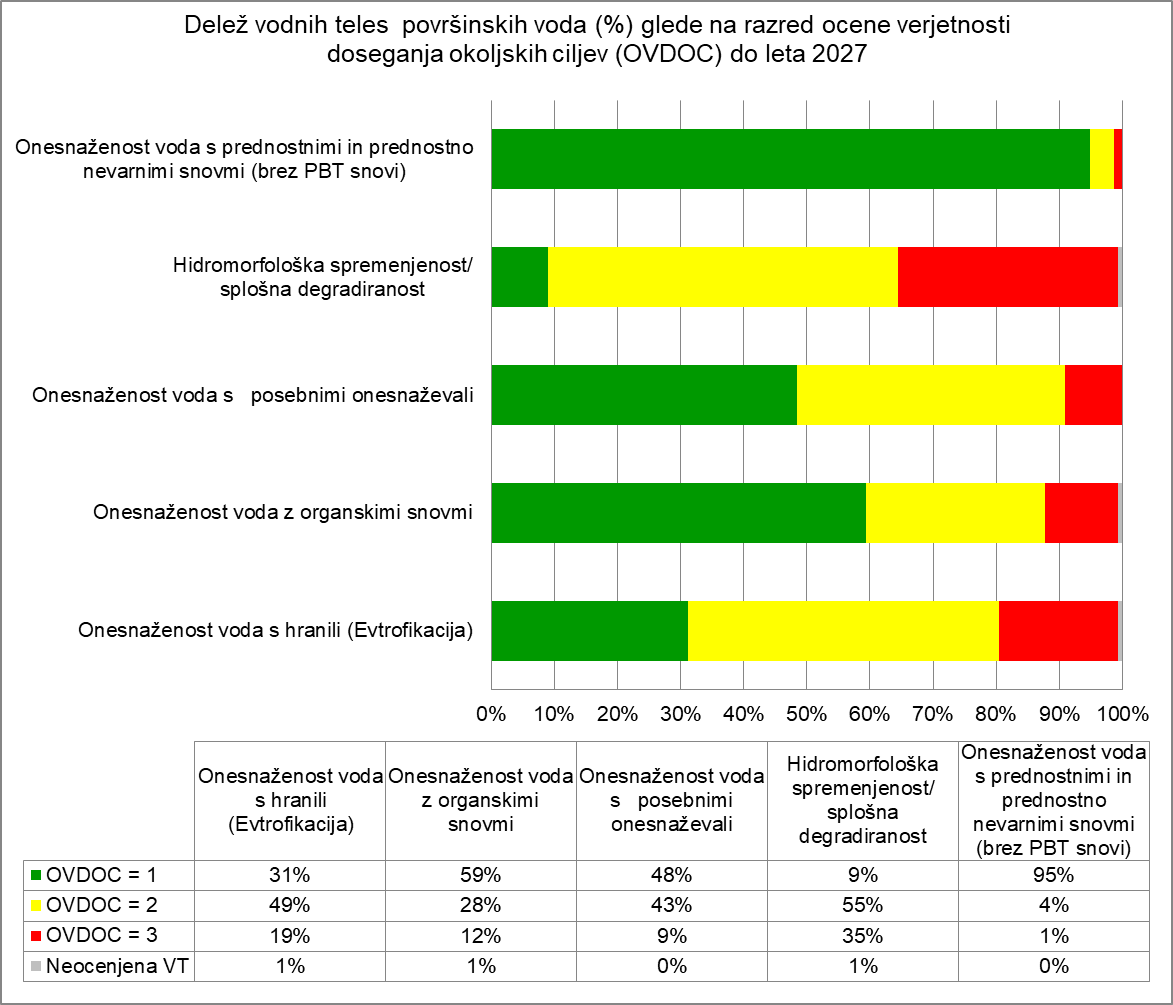 Delež vodnih teles  površinskih voda (%) glede na razred ocene verjetnosti
doseganja okoljskih ciljev (OVDOC) do leta 2027
Onesnaženost voda s prednostnimi in prednostno
nevarnimi snovmi (brez PBT snovi)
Hidromorfološka spremenjenost/
splošna degradiranost
Onesnaženost voda s   posebnimi onesnaževali
Onesnaženost voda z organskimi snovmi
Onesnaženost voda s hranili (Evtrofikacija)
0% 10% 20% 30% 40% 50% 60% 70% 80% 90% 100%
Onesnaženost voda
s hranili
(Evtrofikacija)
Onesnaženost voda
z organskimi
snovmi
Onesnaženost voda
s   posebnimi
onesnaževali
Hidromorfološka
spremenjenost/
splošna
degradiranost
Onesnaženost voda
s prednostnimi in
prednostno
nevarnimi snovmi
(brez PBT snovi)
OVDOC = 1 31% 59% 48% 9% 95%
OVDOC = 2 49% 28% 43% 55% 4%
OVDOC = 3 19% 12% 9% 35% 1%
Neocenjena VT 1% 1% 0% 1% 0%